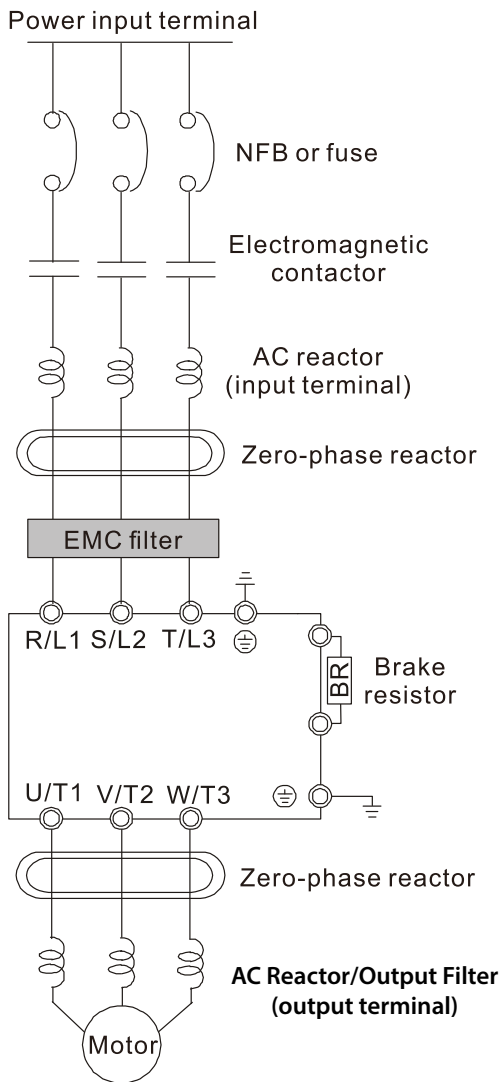 Power input terminal
NFB or fuse
Electromagnetic
contactor
AC reactor
(input terminal)
Zero-phase reactor
EMC filter
R/L1 S/L2 T/L3
BR
Brake
resistor
U/T1 V/T2 W/T3
Zero-phase reactor
AC Reactor/Output Filter
(output terminal)
Motor